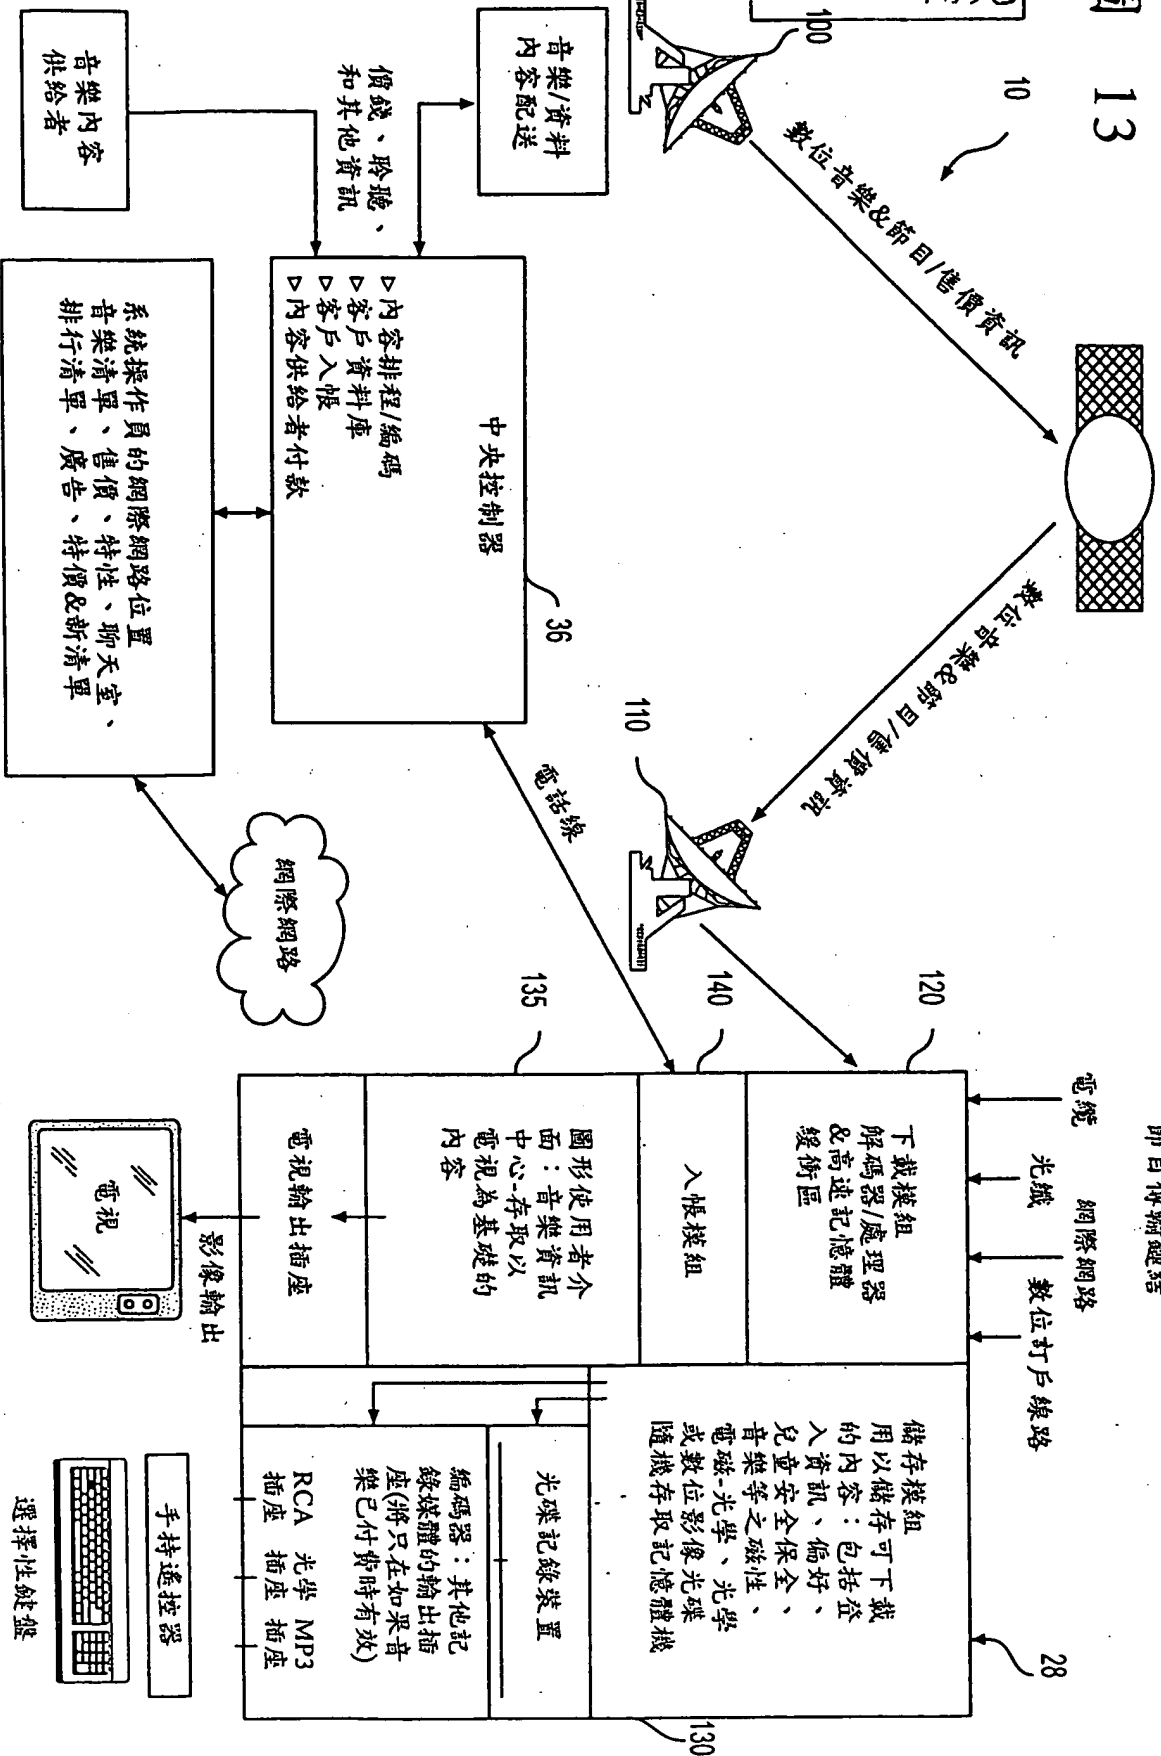 圖 13
10
100
數位音樂&節目/售價資訊
數位音樂&節目/售價資訊
110
音樂/資料
內容配送
價錢、聆聽、
和其他資訊
音樂內容
供給者
中央控制器
▷內容排程/編碼
▷客戶資料庫
▷客戶入帳
▷內容供給者付款
36
系統操作員的網際網路位置
音樂清單、售價、特性、聊天室、
排行清單、廣告、特價&新清單
網際網路
電話線
電纜
光纖
網際網路
數位訂戶線路
120
下載模組
解碼器/處理器
&高速記憶體
緩衝區
140
入帳模組
135
圖形使用者介
面：音樂資訊
中心-存取以
電視為基礎的
內容
電視輸出插座
影像輸出
電視
28
儲存模組
用以儲存可下載
的內容：包括登
入資訊、偏好、
兒童安全保全、
音樂等之磁性、
電磁-光學、光學
或數位影像光碟
隨機存取記憶體機
130
光碟記錄裝置
編碼器：其他記
錄媒體的輸出插
座(將只在如果音
樂已付費時有效)
RCA 光學 MP3
插座 插座 插座
手持遙控器
選擇性鍵盤